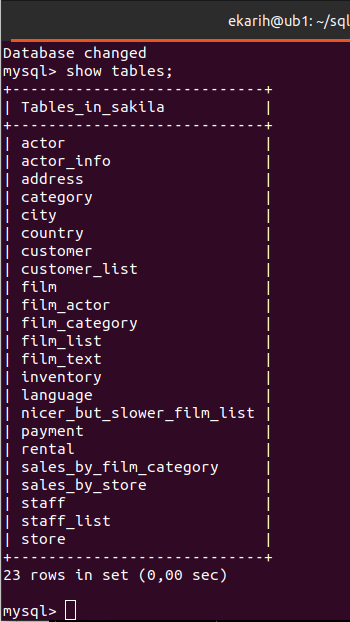 ekarih@ub1: ~/sql
Database changed
mysql> show tables;
+----------------------------+
| Tables_in_sakila           |
+----------------------------+
| actor                      |
| actor_info                 |
| address                    |
| category                   |
| city                       |
| country                    |
| customer                   |
| customer_list              |
| film                       |
| film_actor                 |
| film_category              |
| film_list                  |
| film_text                  |
| inventory                  |
| language                   |
| nicer_but_slower_film_list |
| payment                    |
| rental                     |
| sales_by_film_category     |
| sales_by_store             |
| staff                      |
| staff_list                 |
| store                      |
+----------------------------+
23 rows in set (0,00 sec)
mysql>